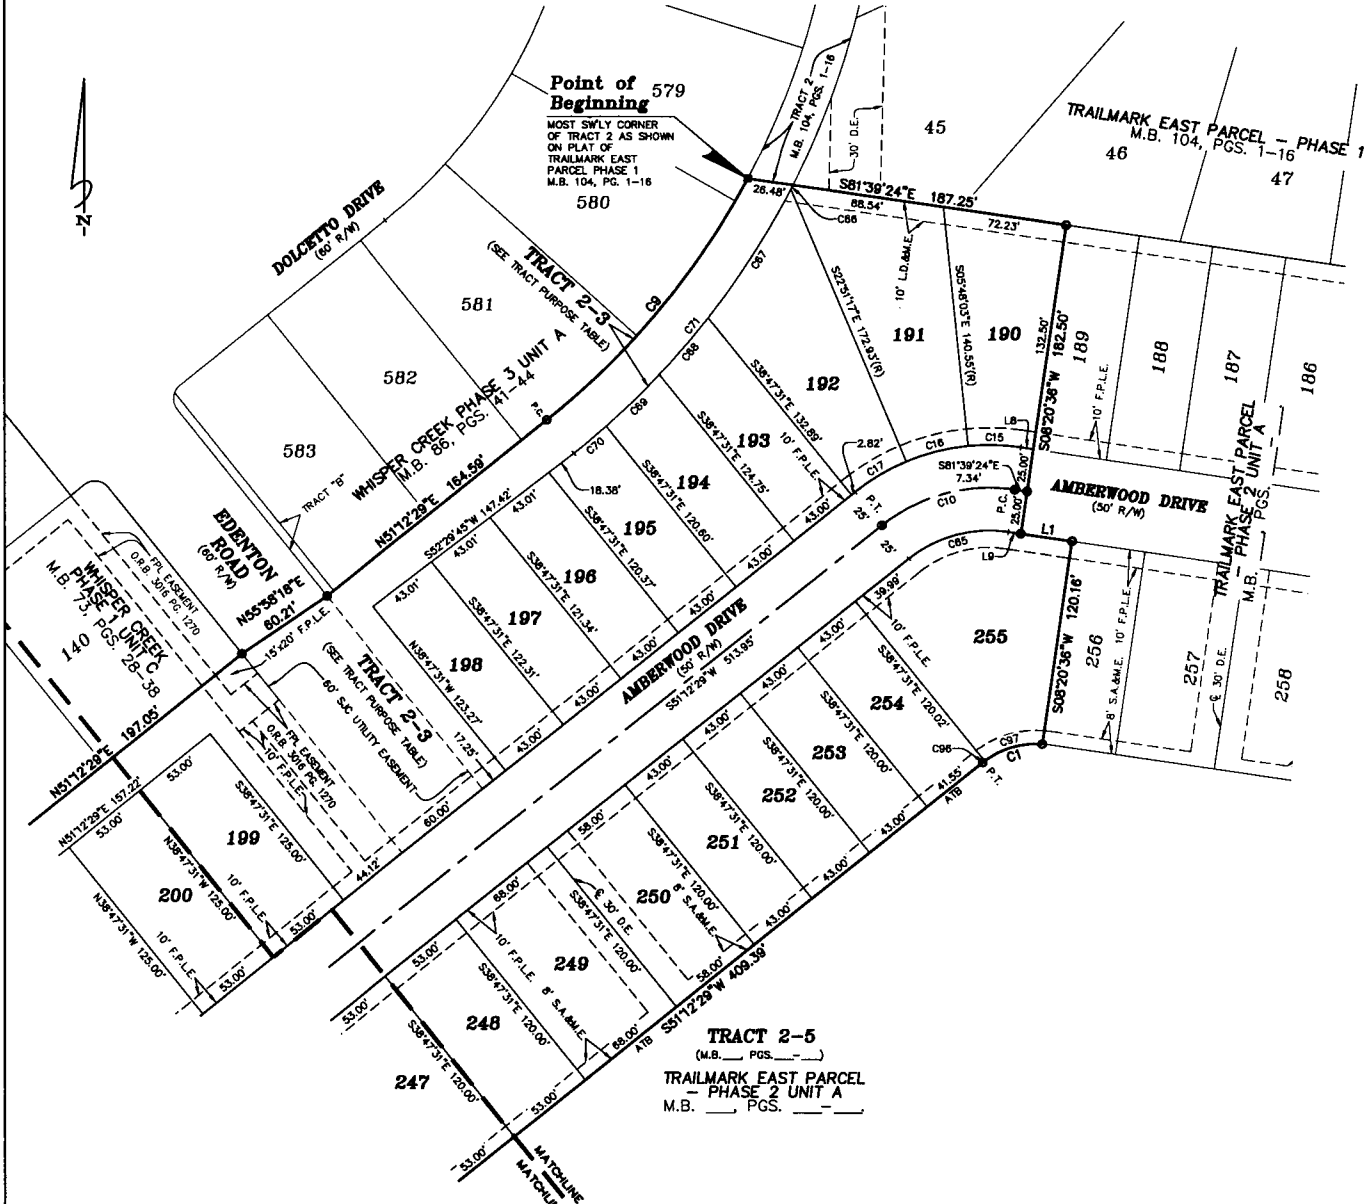 Point of
Beginning
MOST SW'LY CORNER
OF TRACT 2 AS SHOWN
ON PLAT OF
TRAILMARK EAST
PARCEL PHASE 1
M.B. 104, PG. 1-16
579
580
TRACT 2
M.B. 104, PGS. 1-16
30' D.E.
45
TRAILMARK EAST PARCEL - PHASE 1
M.B. 104, PGS. 1-16
46
47
N
DOLCETTO DRIVE
(60' R/W)
TRACT 2-3
(SEE TRACT PURPOSE TABLE)
26.48'
S81°39'24"E 187.25'
88.54'
72.23'
C66
C67
C9
10' L.D.&M.E.
S22°51'17"E 172.93'(R)
191
S05°48'03"E 140.55'(R)
190
132.50'
S08°20'36"W 182.50'
189
188
187
186
10' F.P.L.E.
581
582
583
C71
C68
C69
C70
192
S38°47'31"E 132.89'
10' F.P.L.E.
193
S38°47'31"E 124.75'
194
S38°47'31"E 120.60'
195
S38°47'31"E 120.37'
196
S38°47'31"E 121.34'
197
S38°47'31"E 122.31'
198
N38°47'31"W 123.27'
P.C.
WHISPER CREEK PHASE 3 UNIT A
M.B. 86, PGS. 41-44
N51°12'29"E 164.59'
TRACT "B"
18.38'
S52°29'45"W 147.42'
43.01'
43.01'
43.01'
2.82'
C17
C16
C15
L8
S81°39'24"E
7.34'
25.00'
P.C.
25.00'
C10
P.T.
25'
25'
C65
L9
L1
AMBERWOOD DRIVE
(50' R/W)
TRAILMARK EAST PARCEL
- PHASE 2 UNIT A
M.B. ___ PGS. ___-___
EDENTON
ROAD
(60' R/W)
N55°38'18"E
60.21'
15'x20' F.P.L.E.
FPL EASEMENT
O.R.B. 3016 PG. 1270
WHISPER CREEK
PHASE 1 UNIT C
M.B. 73, PGS. 28-38
140
N51°12'29"E 197.05'
TRACT 2-3
(SEE TRACT PURPOSE TABLE)
60' SJC UTILITY EASEMENT
FPL EASEMENT
O.R.B. 3016 PG. 1270
10' F.P.L.E.
17.25'
43.00'
43.00'
43.00'
43.00'
43.00'
43.00'
60.00'
44.12'
AMBERWOOD DRIVE
(50' R/W)
S51°12'29"W 513.95'
39.99'
10' F.P.L.E.
43.00'
43.00'
43.00'
43.00'
58.00'
68.00'
255
S08°20'36"W 120.16'
256
8' S.A.&M.E.
10' F.P.L.E.
257
℄ 30' D.E.
258
254
S38°47'31"E 120.02'
253
S38°47'31"E 120.00'
252
S38°47'31"E 120.00'
251
S38°47'31"E 120.00'
250
S38°47'31"E 120.00'
8' S.A.&M.E.
C96
C97
C1
P.T.
41.55'
ATB
43.00'
43.00'
43.00'
58.00'
N51°12'29"E 157.22'
53.00'
53.00'
199
S38°47'31"E 125.00'
200
N38°47'31"W 125.00'
10' F.P.L.E.
N38°47'31"W 125.00'
10' F.P.L.E.
53.00'
53.00'
℄ 30' D.E.
S38°47'31"E 120.00'
249
10' F.P.L.E.
8' S.A.&M.E.
S38°47'31"E 120.00'
248
53.00'
53.00'
S38°47'31"E 120.00'
247
S51°12'29"W 409.39'
68.00'
ATB
53.00'
53.00'
MATCHLINE
TRACT 2-5
(M.B.___ PGS.___-___)
TRAILMARK EAST PARCEL
- PHASE 2 UNIT A
M.B. ___, PGS. ___-___